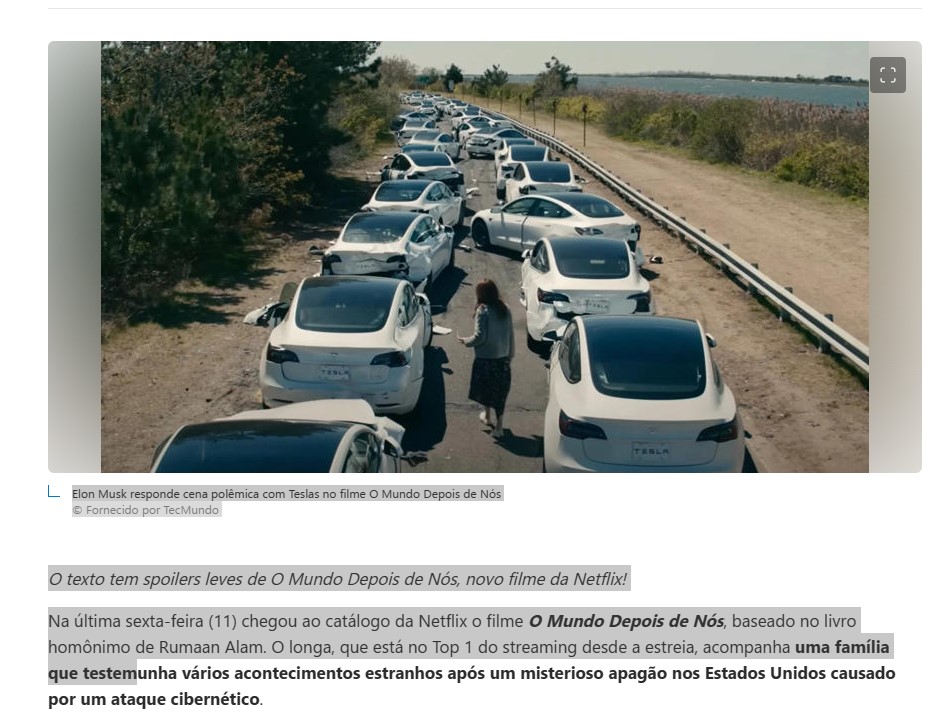 TESLA
TESLA
Elon Musk responde cena polêmica com Teslas no filme O Mundo Depois de Nós
© Fornecido por TecMundo
O texto tem spoilers leves de O Mundo Depois de Nós, novo filme da Netflix!
Na última sexta-feira (11) chegou ao catálogo da Netflix o filme O Mundo Depois de Nós, baseado no livro
homônimo de Rumaan Alam. O longa, que está no Top 1 do streaming desde a estreia, acompanha uma família
que testemunha vários acontecimentos estranhos após um misterioso apagão nos Estados Unidos causado
por um ataque cibernético.